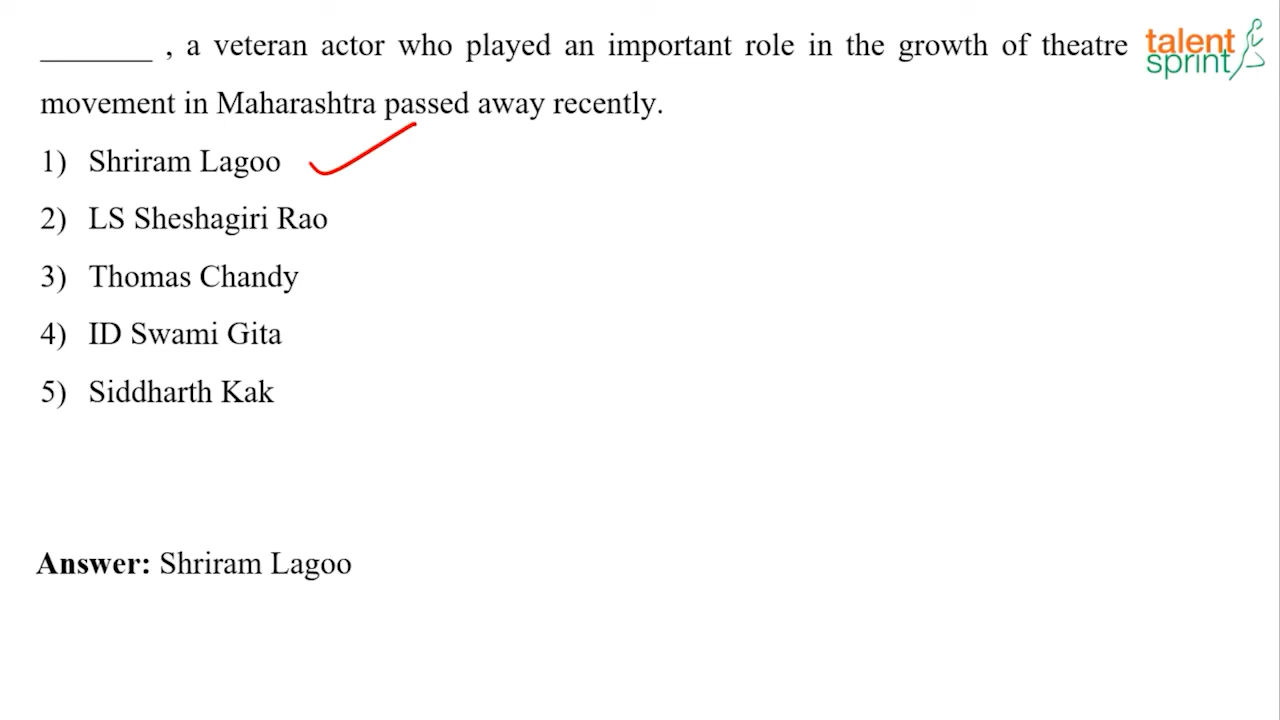 _______ , a veteran actor who played an important role in the growth of theatre
movement in Maharashtra passed away recently.
1) Shriram Lagoo
2) LS Sheshagiri Rao
3) Thomas Chandy
4) ID Swami Gita
5) Siddharth Kak
Answer: Shriram Lagoo
talent
sprint